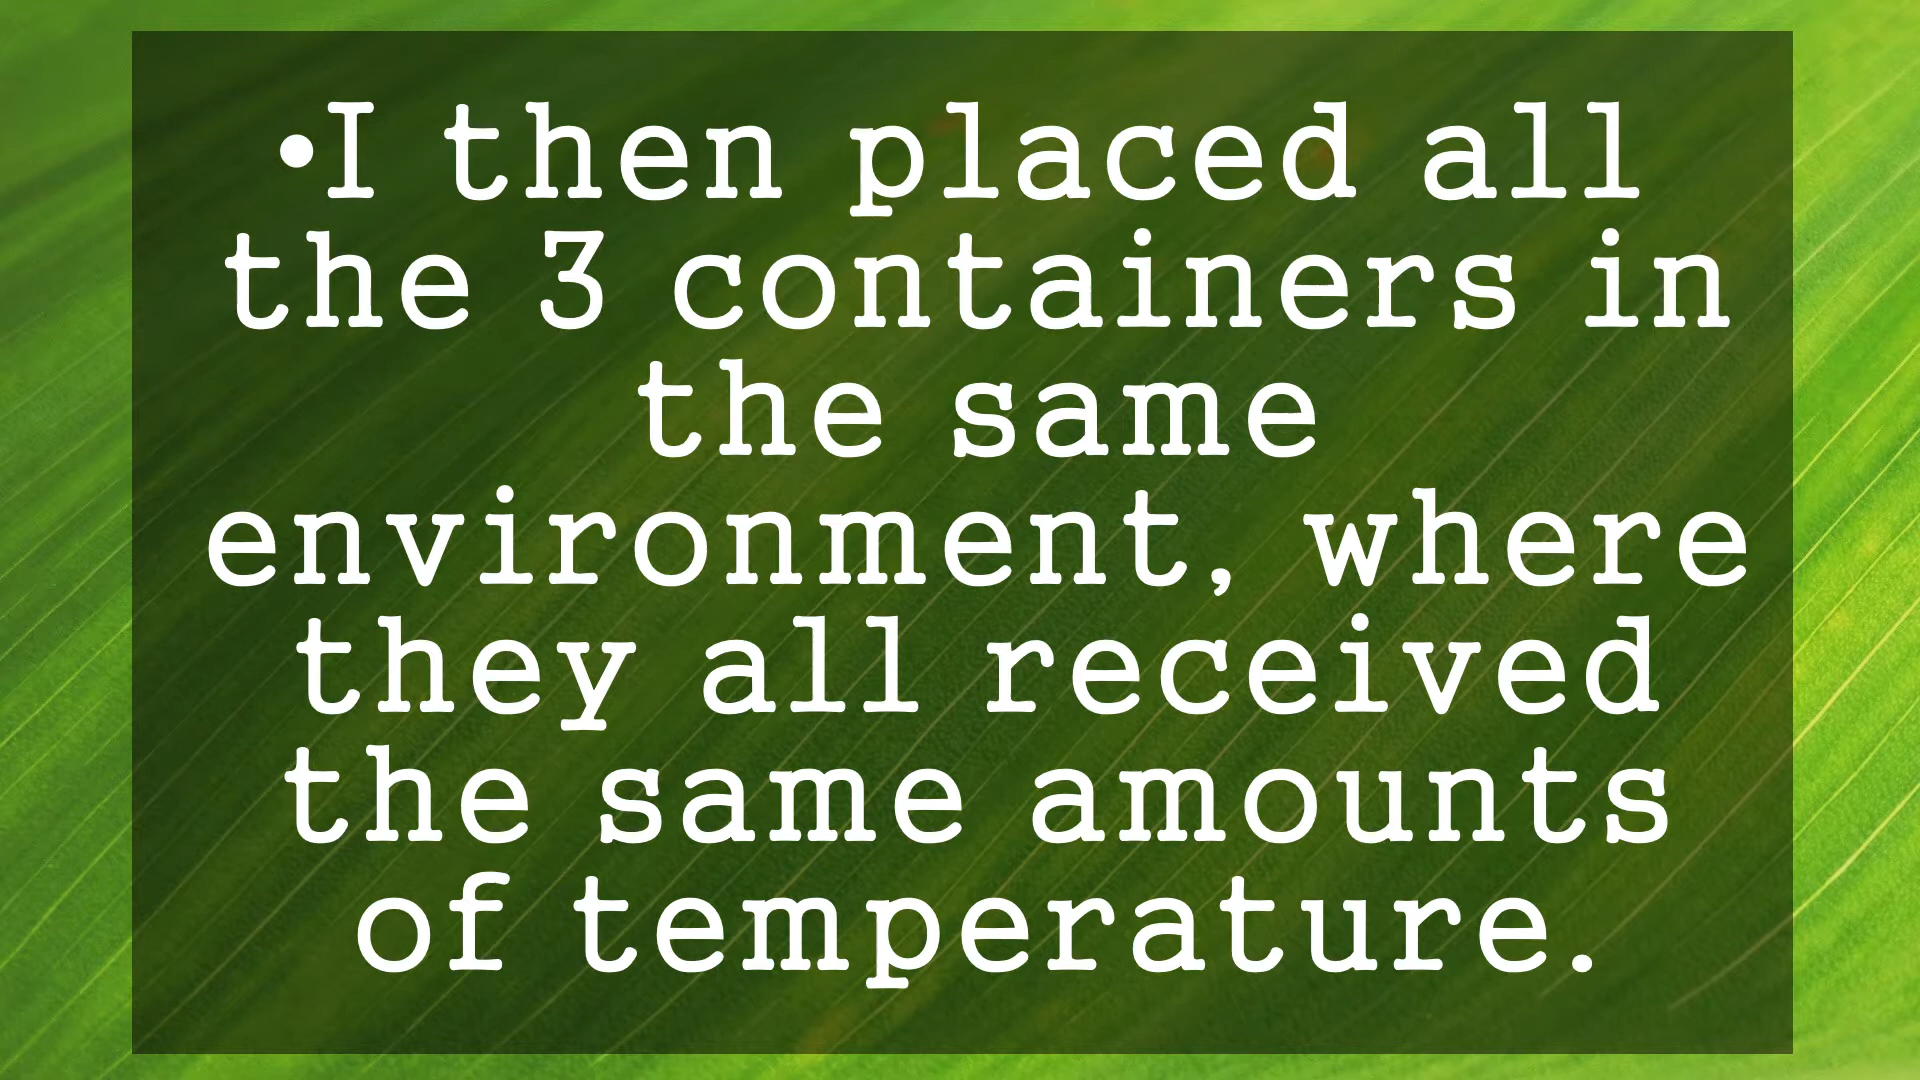 •I then placed all
the 3 containers in
the same
environment, where
they all received
the same amounts
of temperature.